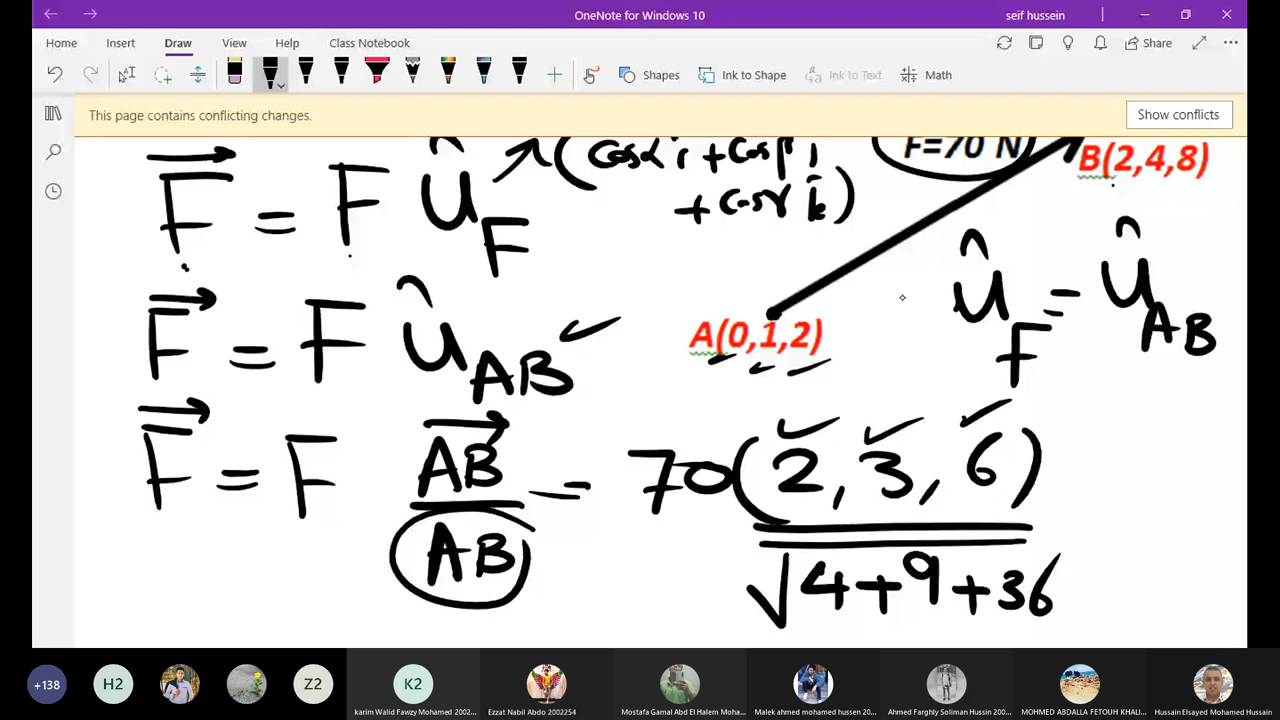 OneNote for Windows 10
seif hussein
Home Insert Draw View Help Class Notebook
Share
Shapes Ink to Shape Ink to Text Math
This page contains conflicting changes.
Show conflicts
F = F û_F (cosα i + cosβ j
+ cosγ k)
F=70 N
B(2,4,8)
F = F û_AB
A(0,1,2)
û_F = û_AB
F = F AB / AB = 70 (2, 3, 6) / √4+9+36
+138
H2
Z2
K2
karim Walid Fawzy Mohamed 2002...
Ezzat Nabil Abdo 2002254
Mostafa Gamal Abd El Halem Moha...
Malek ahmed mohamed hussen 20...
Ahmed Farghly Soliman Hussin 200...
MOHMED ABDALLA FETOUH KHALI...
Hussin Elsayed Mohamed Hussain